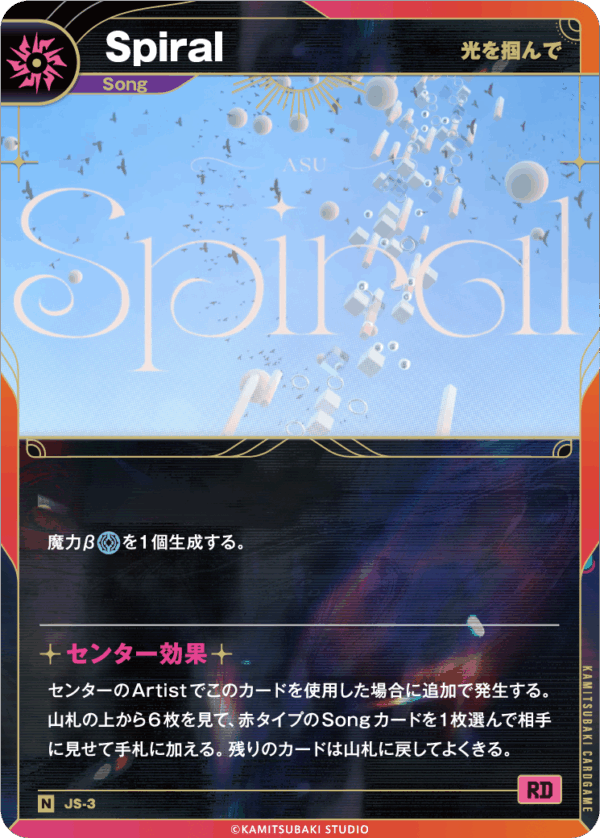 Spiral
光を掴んで
Song
ASU
Spiral
魔力βを1個生成する。
センター効果
センターのArtistでこのカードを使用した場合に追加で発生する。
山札の上から6枚を見て、赤タイプのSongカードを1枚選んで相手
に見せて手札に加える。残りのカードは山札に戻してよくきる。
KAMITSUBAKI CARDGAME
RD
N JS-3
©KAMITSUBAKI STUDIO